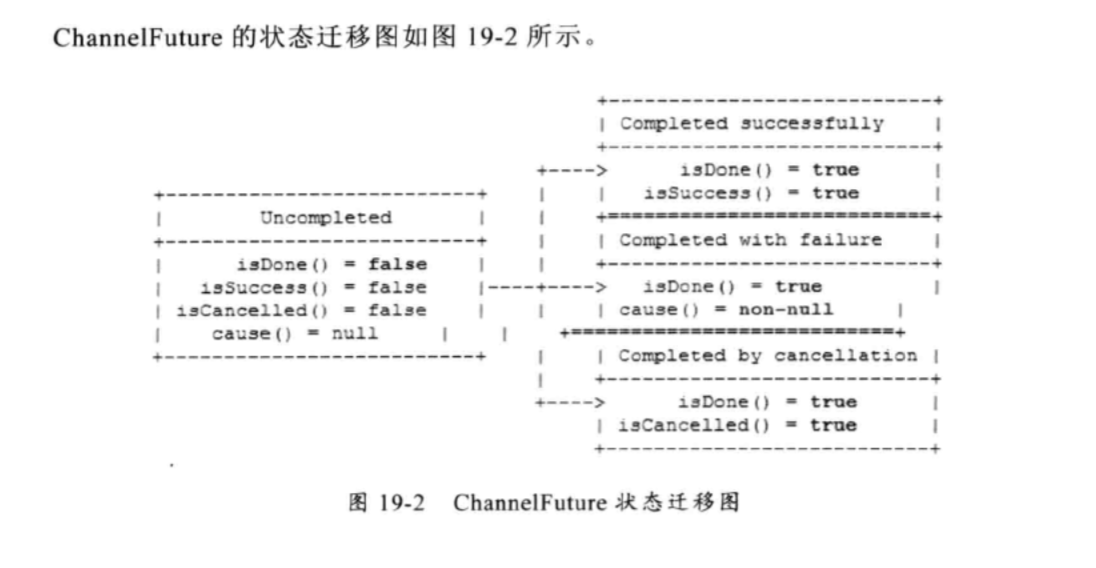 ChannelFuture 的状态迁移图如图 19-2 所示。
+---------------------------+
| Completed successfully |
+---------------------------+
+----> isDone() = true |
+--------------------------+ | | isSuccess() = true |
| Uncompleted | | +===========================+
+--------------------------+ | | Completed with failure |
| isDone() = false | | +---------------------------+
| isSuccess() = false |----+----> isDone() = true |
| isCancelled() = false | | | cause() = non-null |
| cause() = null | | +===========================+
+--------------------------+ | | Completed by cancellation |
| +---------------------------+
+----> isDone() = true |
| isCancelled() = true |
+---------------------------+
图 19-2 ChannelFuture 状态迁移图